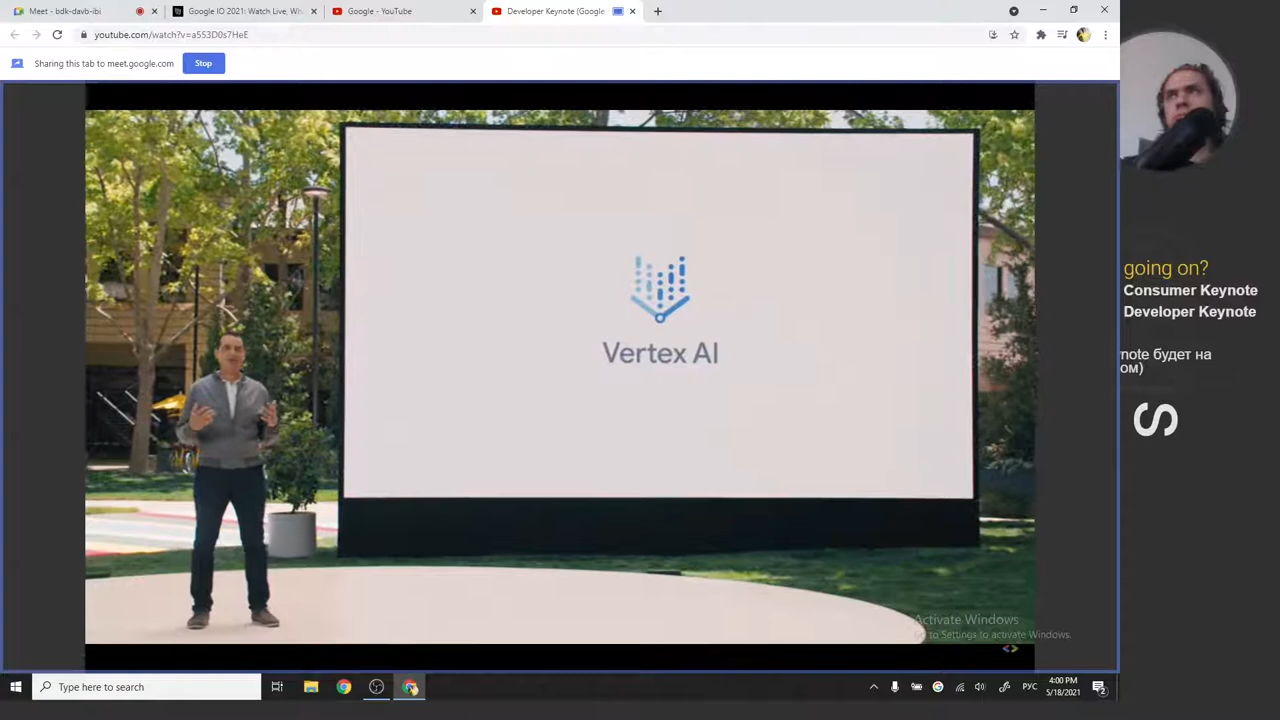 Meet - bdk-davb-ibi
Google IO 2021: Watch Live, Wh
Google - YouTube
Developer Keynote (Google
youtube.com/watch?v=a553D0s7HeE
Sharing this tab to meet.google.com
Stop
Vertex AI
going on?
Consumer Keynote
Developer Keynote
note будет на
ом)
S
Activate Windows
Go to Settings to activate Windows.
Type here to search
РУС
4:00 PM
5/18/2021
2